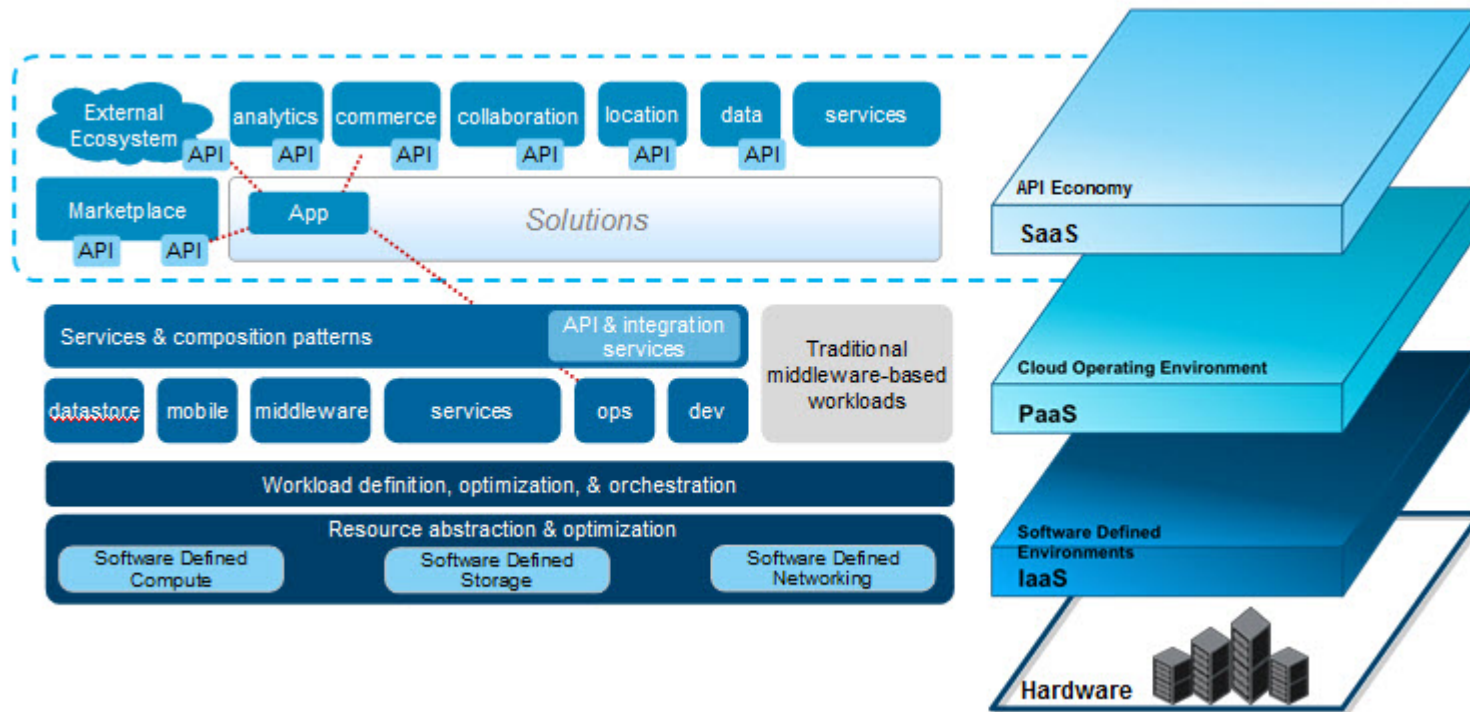 External
Ecosystem
API
analytics
API
commerce
API
collaboration
API
location
API
data
API
services
Marketplace
API
API
App
Solutions
Services & composition patterns
API & integration
services
Traditional
middleware-based
workloads
datastore
mobile
middleware
services
ops
dev
Workload definition, optimization, & orchestration
Resource abstraction & optimization
Software Defined
Compute
Software Defined
Storage
Software Defined
Networking
API Economy
SaaS
Cloud Operating Environment
PaaS
Software Defined
Environments
IaaS
Hardware